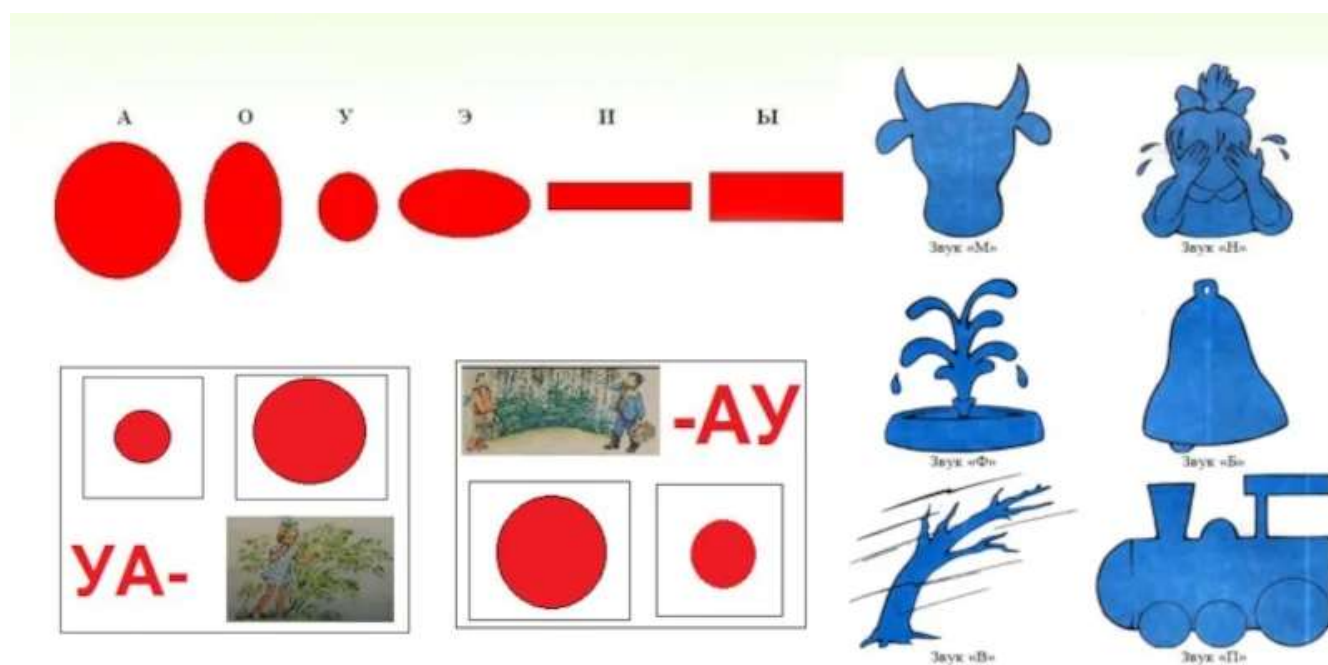 А О У Э И Ы
Звук «М»
Звук «Н»
Звук «Ф»
Звук «Б»
Звук «В»
Звук «П»
УА-
-АУ